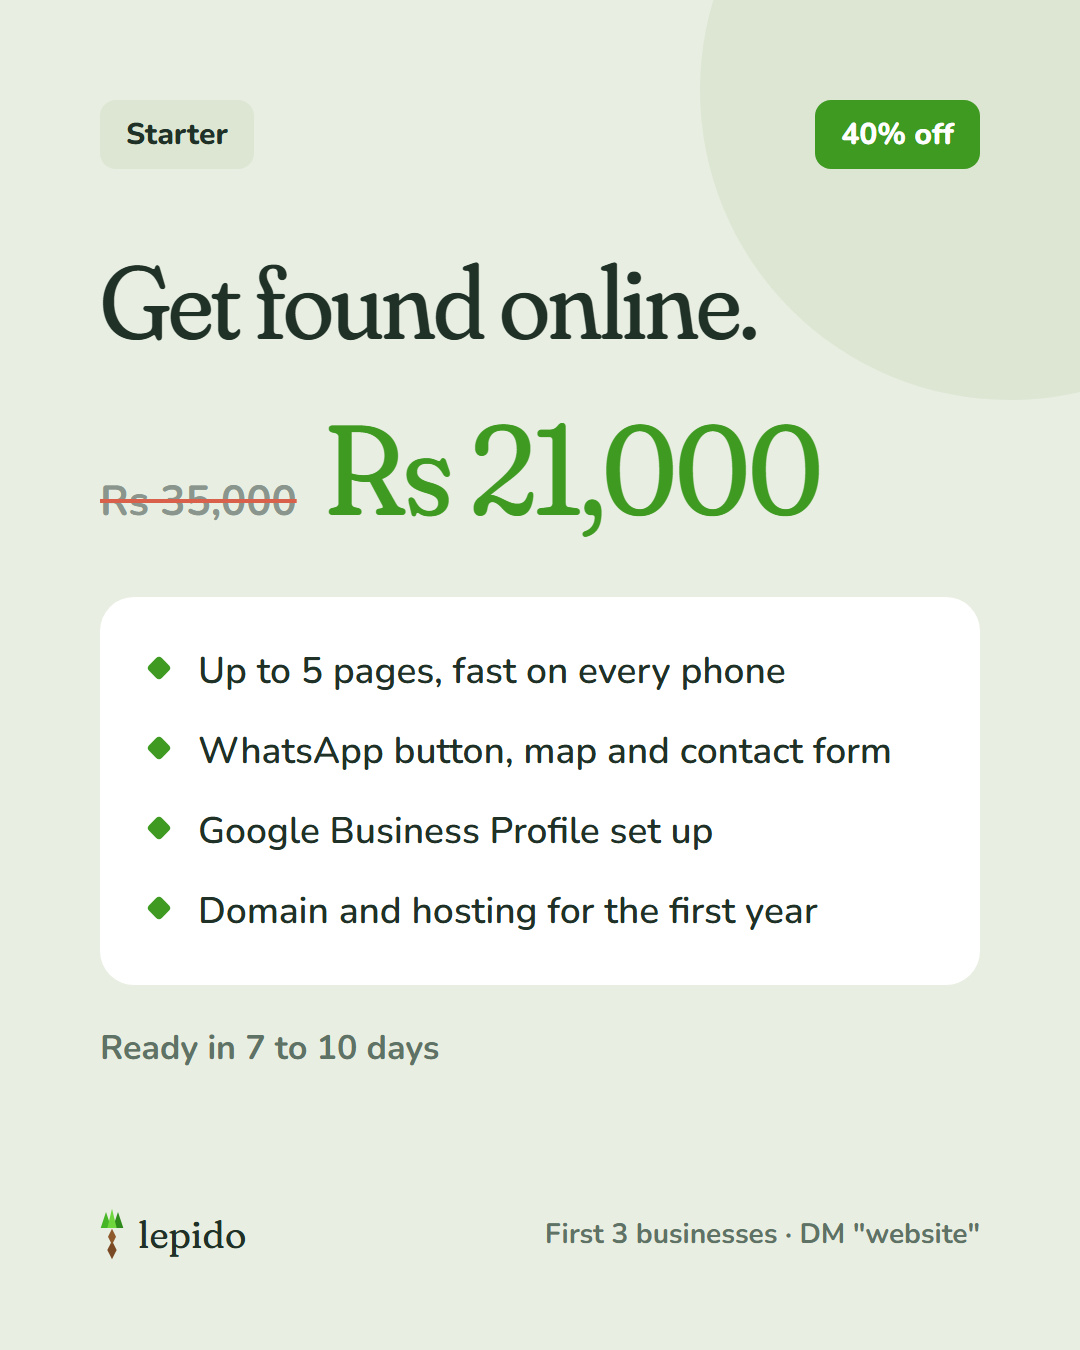 Starter
40% off
Get found online.
Rs 35,000 Rs 21,000
Up to 5 pages, fast on every phone
WhatsApp button, map and contact form
Google Business Profile set up
Domain and hosting for the first year
Ready in 7 to 10 days
lepido
First 3 businesses · DM "website"